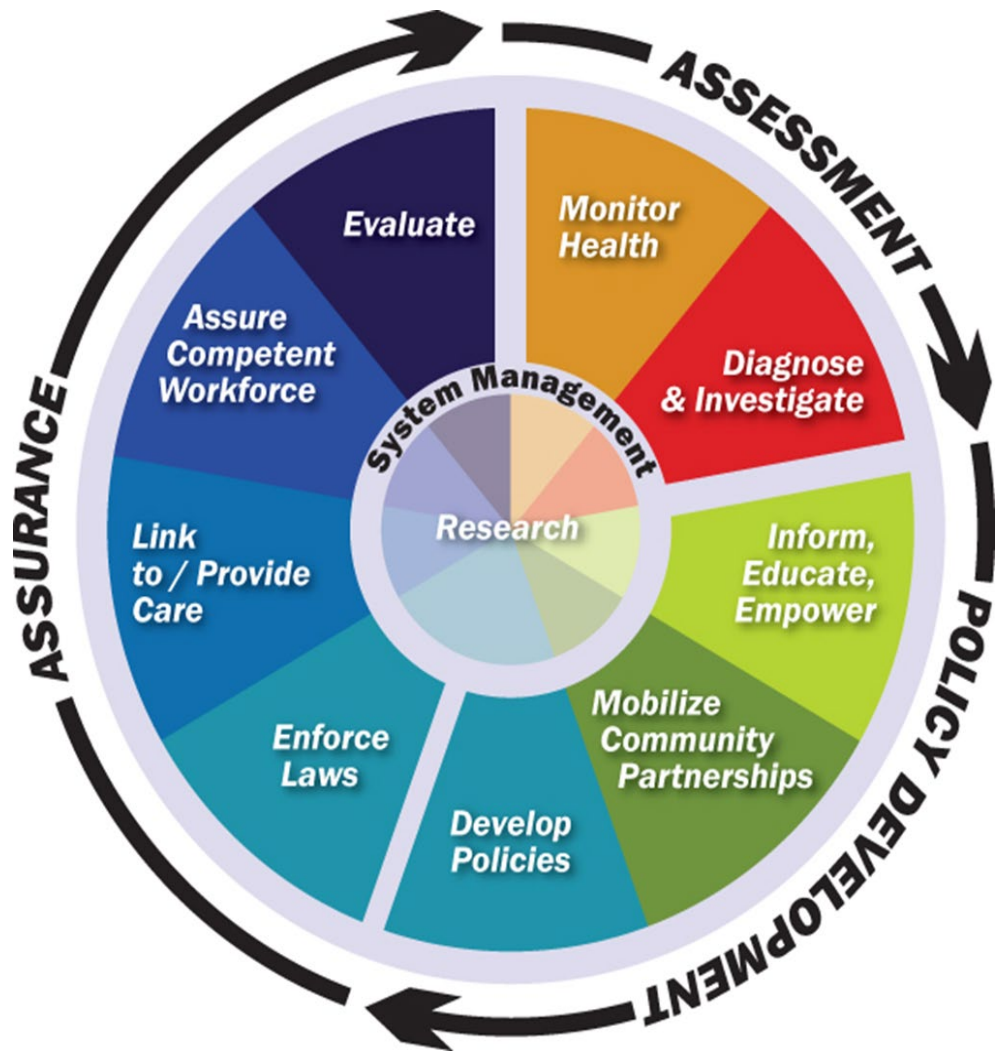 ASSESSMENT
Monitor
Health
Diagnose
& Investigate
Inform,
Educate,
Empower
POLICY DEVELOPMENT
Mobilize
Community
Partnerships
Develop
Policies
Enforce
Laws
Link
to / Provide
Care
ASSURANCE
Assure
Competent
Workforce
Evaluate
System Management
Research